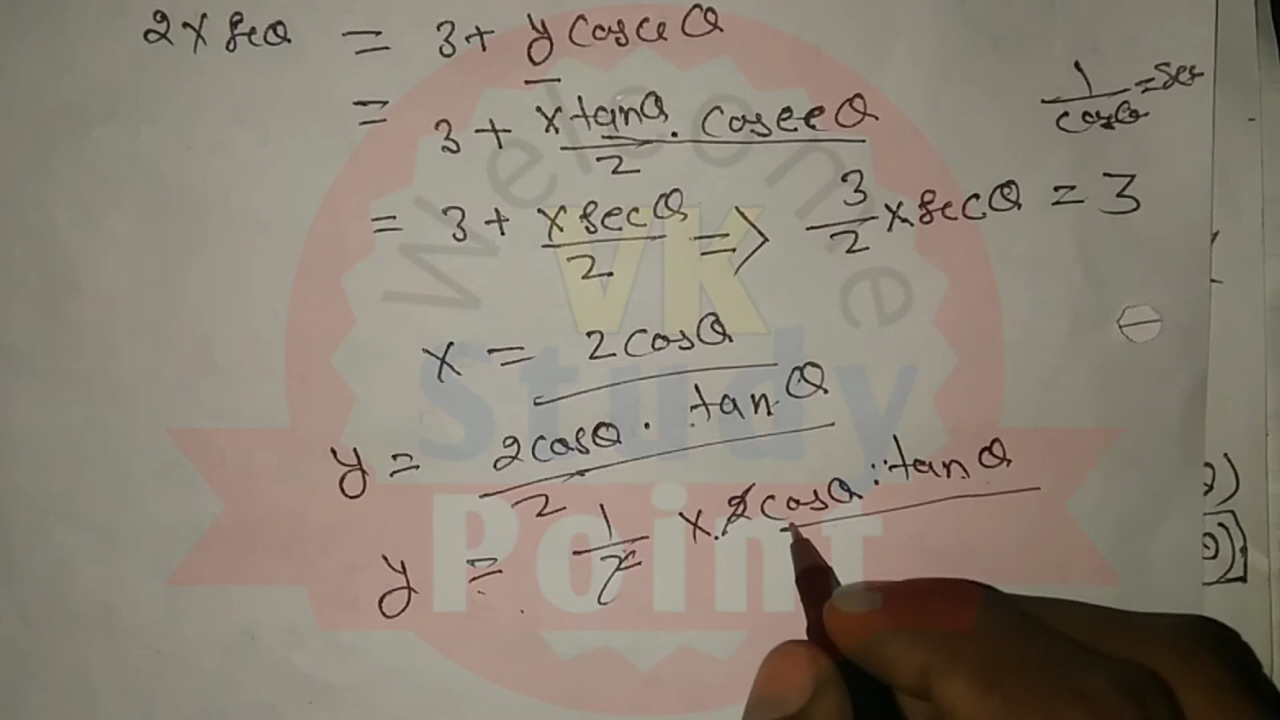 2x secθ = 3 + y cosecθ
= 3 + x tanθ . cosecθ / 2
1/cosθ = sec
= 3 + x secθ / 2 => 3/2 x secθ = 3
x = 2cosθ
y = 2cosθ . tanθ / 2
y = 1/2 x 2cosθ . tanθ
Welcome
VK
Study
Point